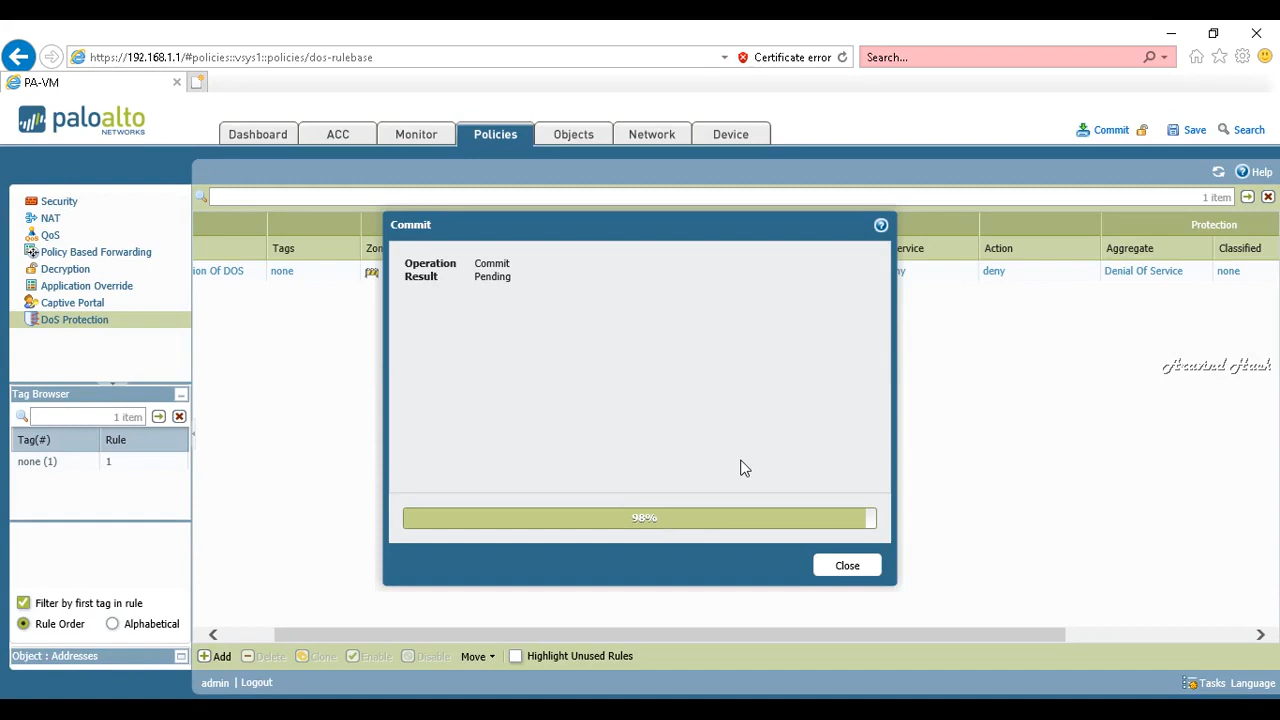 https://192.168.1.1/#policies::vsys1::policies/dos-rulebase
Certificate error
Search...
PA-VM
paloalto
NETWORKS
Dashboard
ACC
Monitor
Policies
Objects
Network
Device
Commit
Save
Search
Help
Security
NAT
QoS
Policy Based Forwarding
Decryption
Application Override
Captive Portal
DoS Protection
1 item
Protection
Tags
Zon
rvice
Action
Aggregate
Classified
ion Of DOS
none
ny
deny
Denial Of Service
none
Commit
Operation Commit
Result Pending
98%
Close
Aravind Hack
Tag Browser
1 item
Tag(#) Rule
none (1) 1
Filter by first tag in rule
Rule Order Alphabetical
Object : Addresses
Add Delete Clone Enable Disable Move Highlight Unused Rules
admin | Logout
Tasks Language